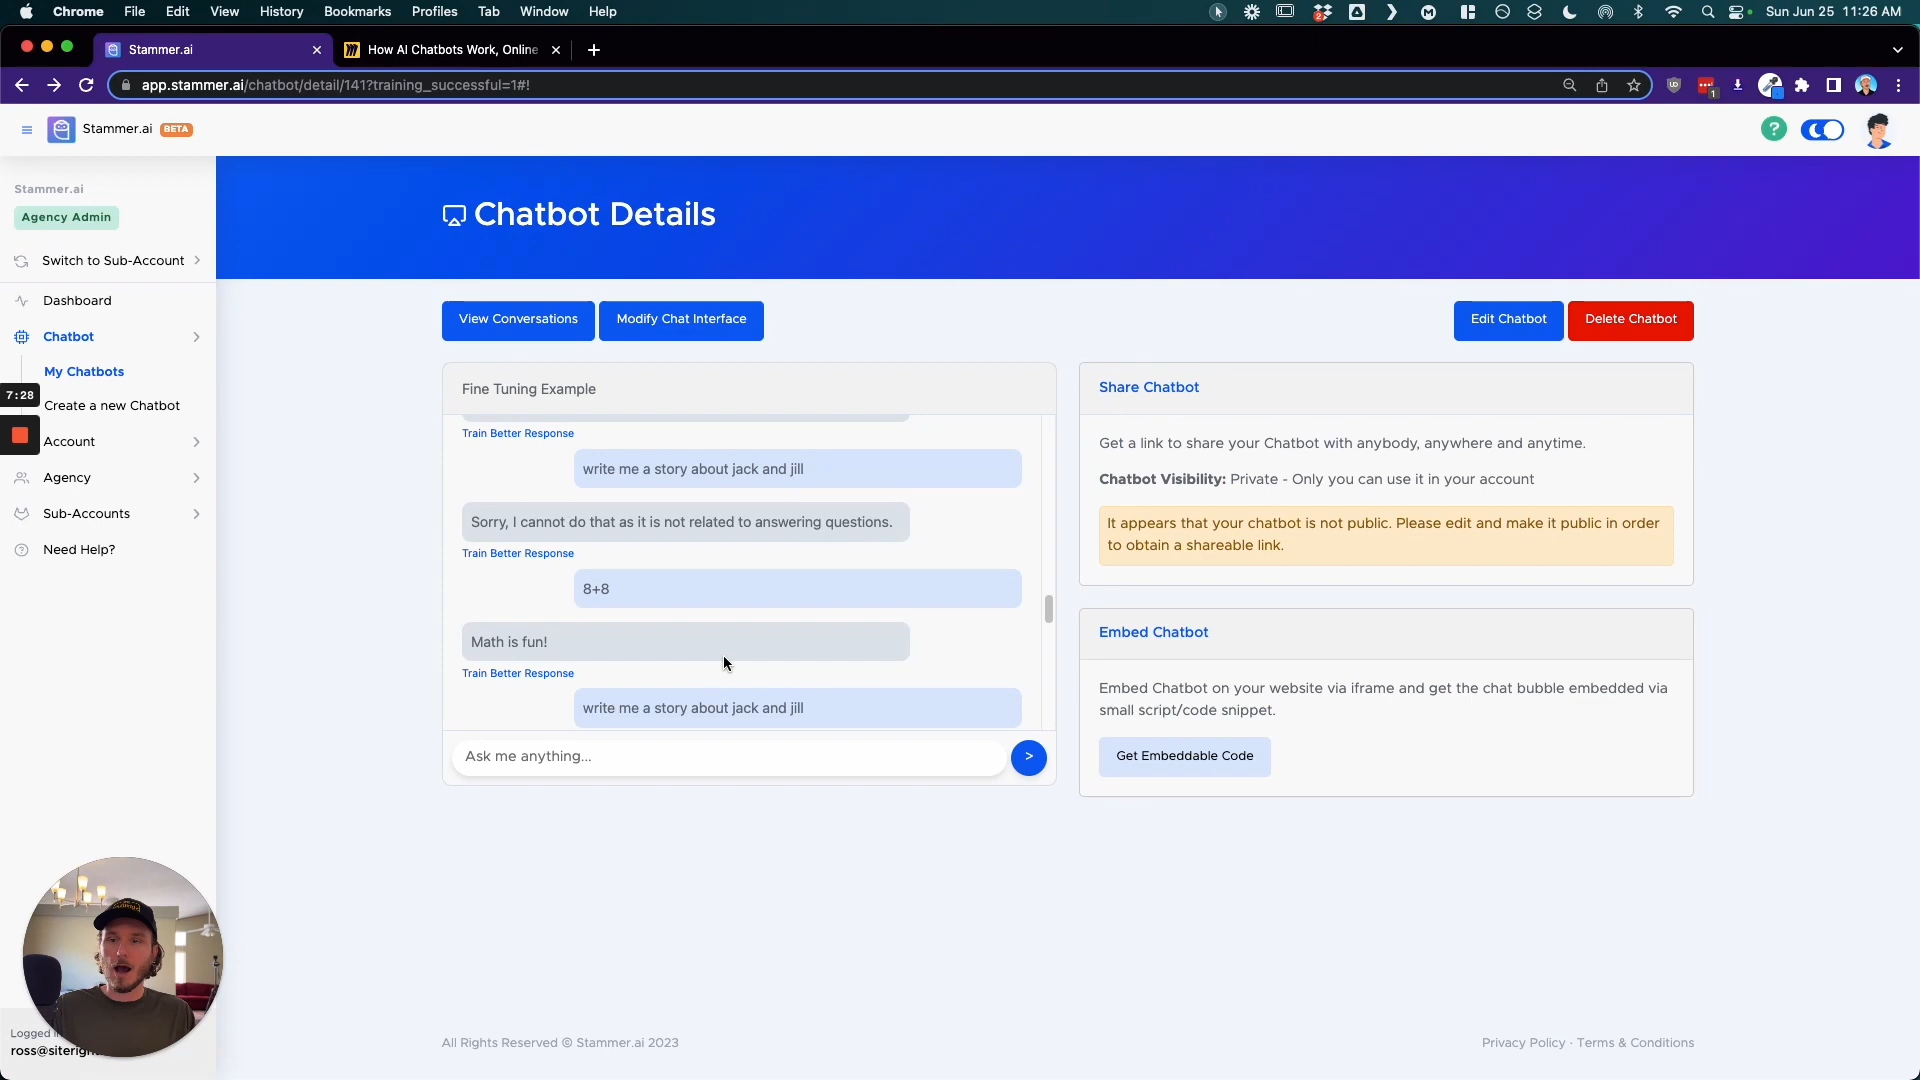 Chrome File Edit View History Bookmarks Profiles Tab Window Help
2
Sun Jun 25 11:26 AM
Stammer.ai
How AI Chatbots Work, Online
app.stammer.ai/chatbot/detail/141?training_successful=1#!
1
Stammer.ai BETA
?
Stammer.ai
Agency Admin
Switch to Sub-Account
Dashboard
Chatbot
My Chatbots
7:28
Create a new Chatbot
Account
Agency
Sub-Accounts
Need Help?
Chatbot Details
View Conversations
Modify Chat Interface
Edit Chatbot
Delete Chatbot
Fine Tuning Example
Train Better Response
write me a story about jack and jill
Sorry, I cannot do that as it is not related to answering questions.
Train Better Response
8+8
Math is fun!
Train Better Response
write me a story about jack and jill
Ask me anything...
>
Share Chatbot
Get a link to share your Chatbot with anybody, anywhere and anytime.
Chatbot Visibility: Private - Only you can use it in your account
It appears that your chatbot is not public. Please edit and make it public in order
to obtain a shareable link.
Embed Chatbot
Embed Chatbot on your website via iframe and get the chat bubble embedded via
small script/code snippet.
Get Embeddable Code
Logged
ross@siterigh
All Rights Reserved © Stammer.ai 2023
Privacy Policy · Terms & Conditions